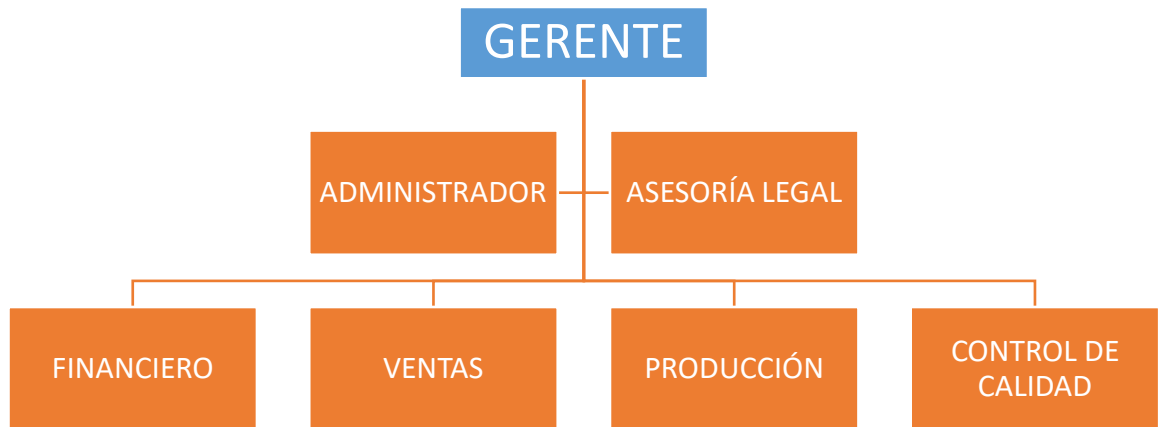 GERENTE
ADMINISTRADOR
ASESORÍA LEGAL
FINANCIERO
VENTAS
PRODUCCIÓN
CONTROL DE
CALIDAD